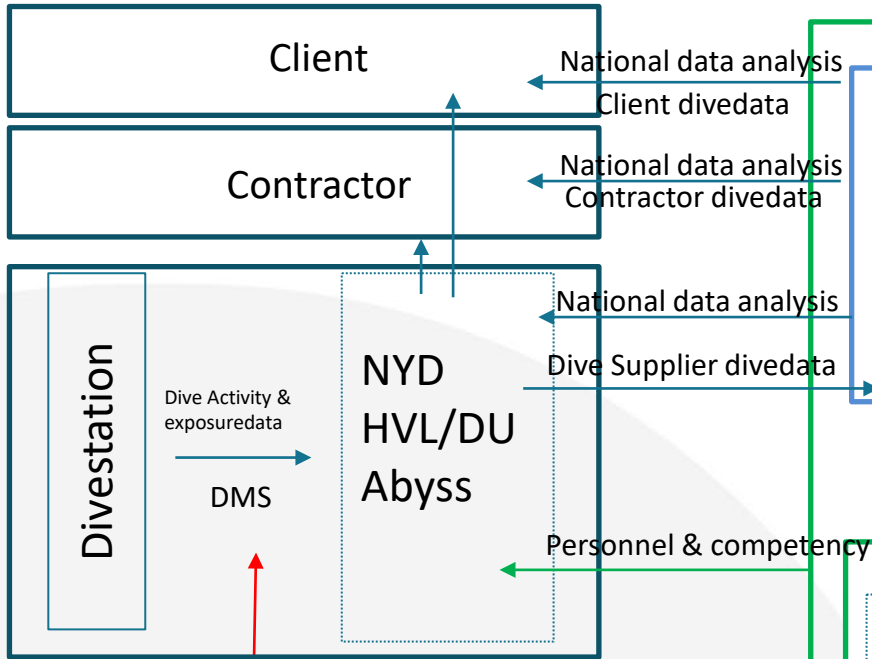 Client
National data analysis
Client divedata
Contractor
National data analysis
Contractor divedata
Divestation
Dive Activity &
exposuredata
DMS
NYD
HVL/DU
Abyss
National data analysis
Dive Supplier divedata
Personnel & competency